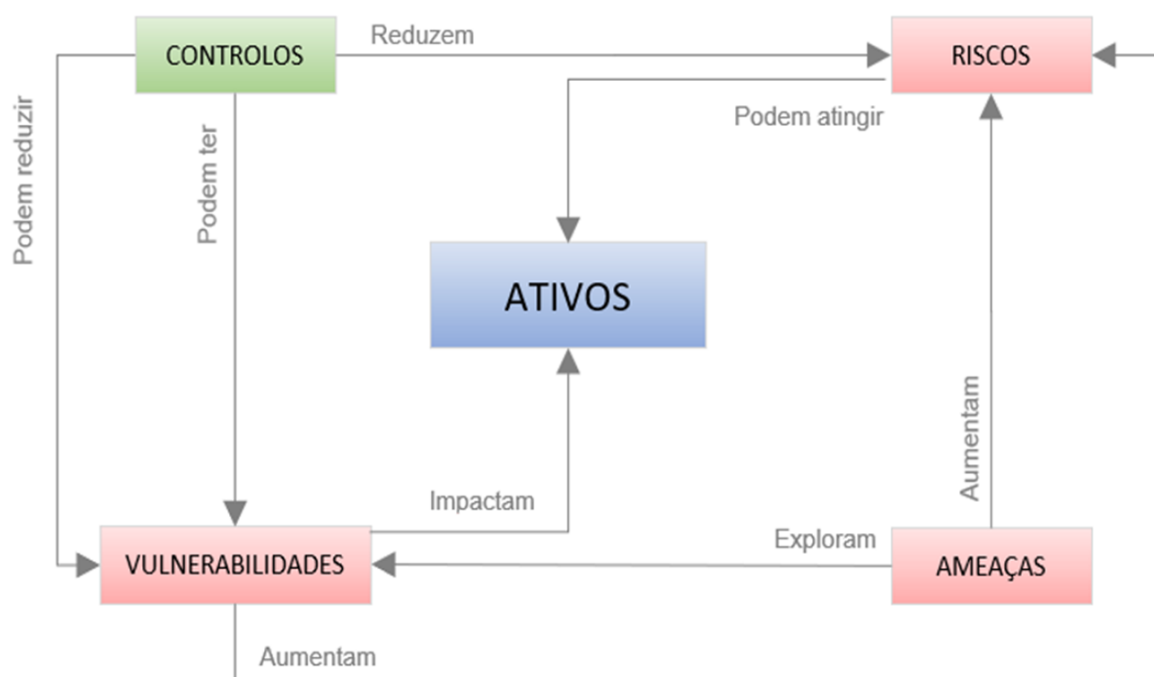 CONTROLOS
Reduzem
RISCOS
Podem reduzir
Podem ter
Podem atingir
ATIVOS
Impactam
Aumentam
VULNERABILIDADES
Exploram
AMEAÇAS
Aumentam